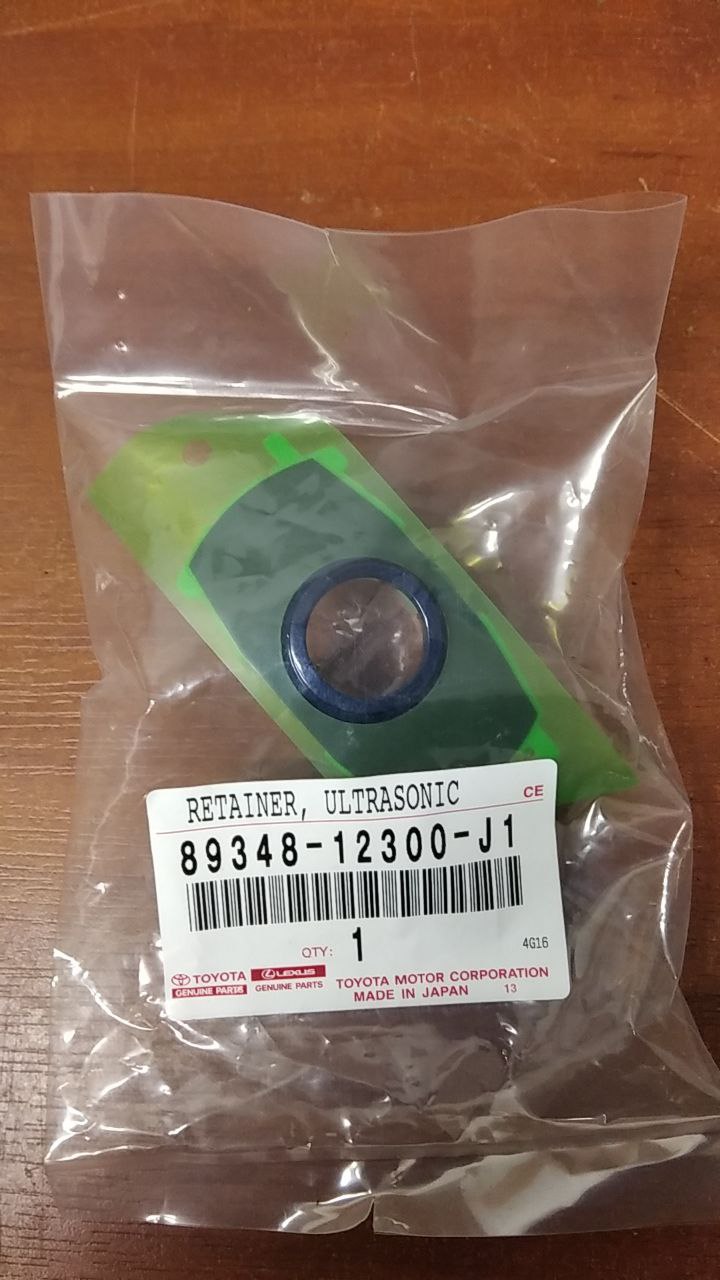 RETAINER, ULTRASONIC CE
89348-12300-J1
QTY: 1 4G16
TOYOTA LEXUS TOYOTA MOTOR CORPORATION
GENUINE PARTS GENUINE PARTS MADE IN JAPAN 13